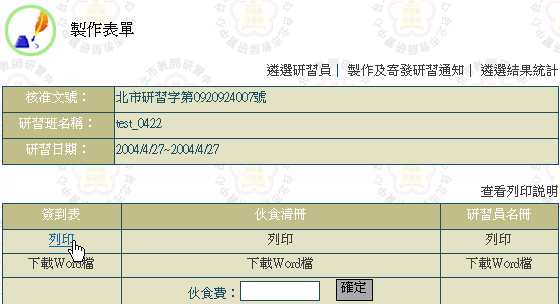 製作表單
遴選研習員 | 製作及寄發研習通知 | 遴選結果統計
核准文號： 北市研習字第0920924007號
研習班名稱： test_0422
研習日期： 2004/4/27~2004/4/27
查看列印說明
簽到表 伙食清冊 研習員名冊
列印 列印 列印
下載Word檔 下載Word檔 下載Word檔
伙食費： 確定